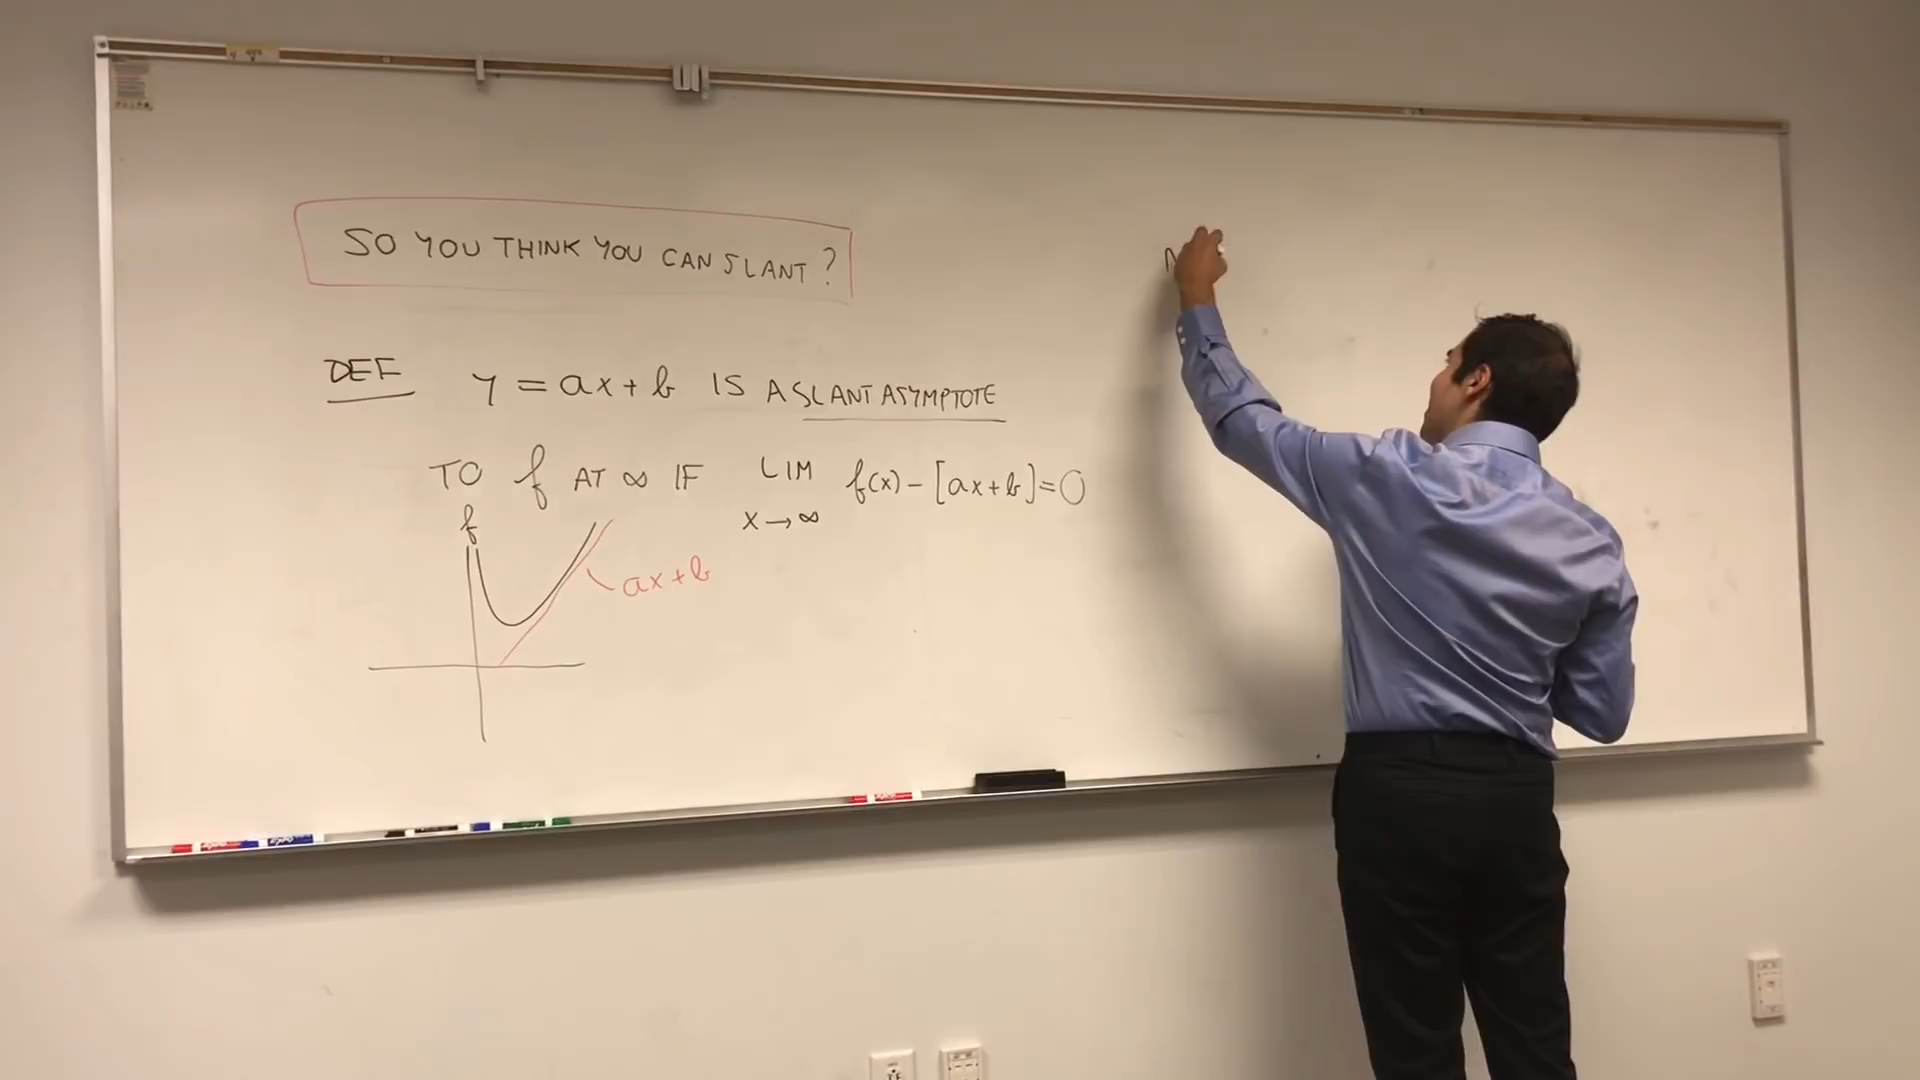 SO YOU THINK YOU CAN SLANT?
DEF y = ax + b IS A SLANT ASYMPTOTE
TO f AT ∞ IF LIM f(x) - [ax+b] = 0
x → ∞
f
ax + b